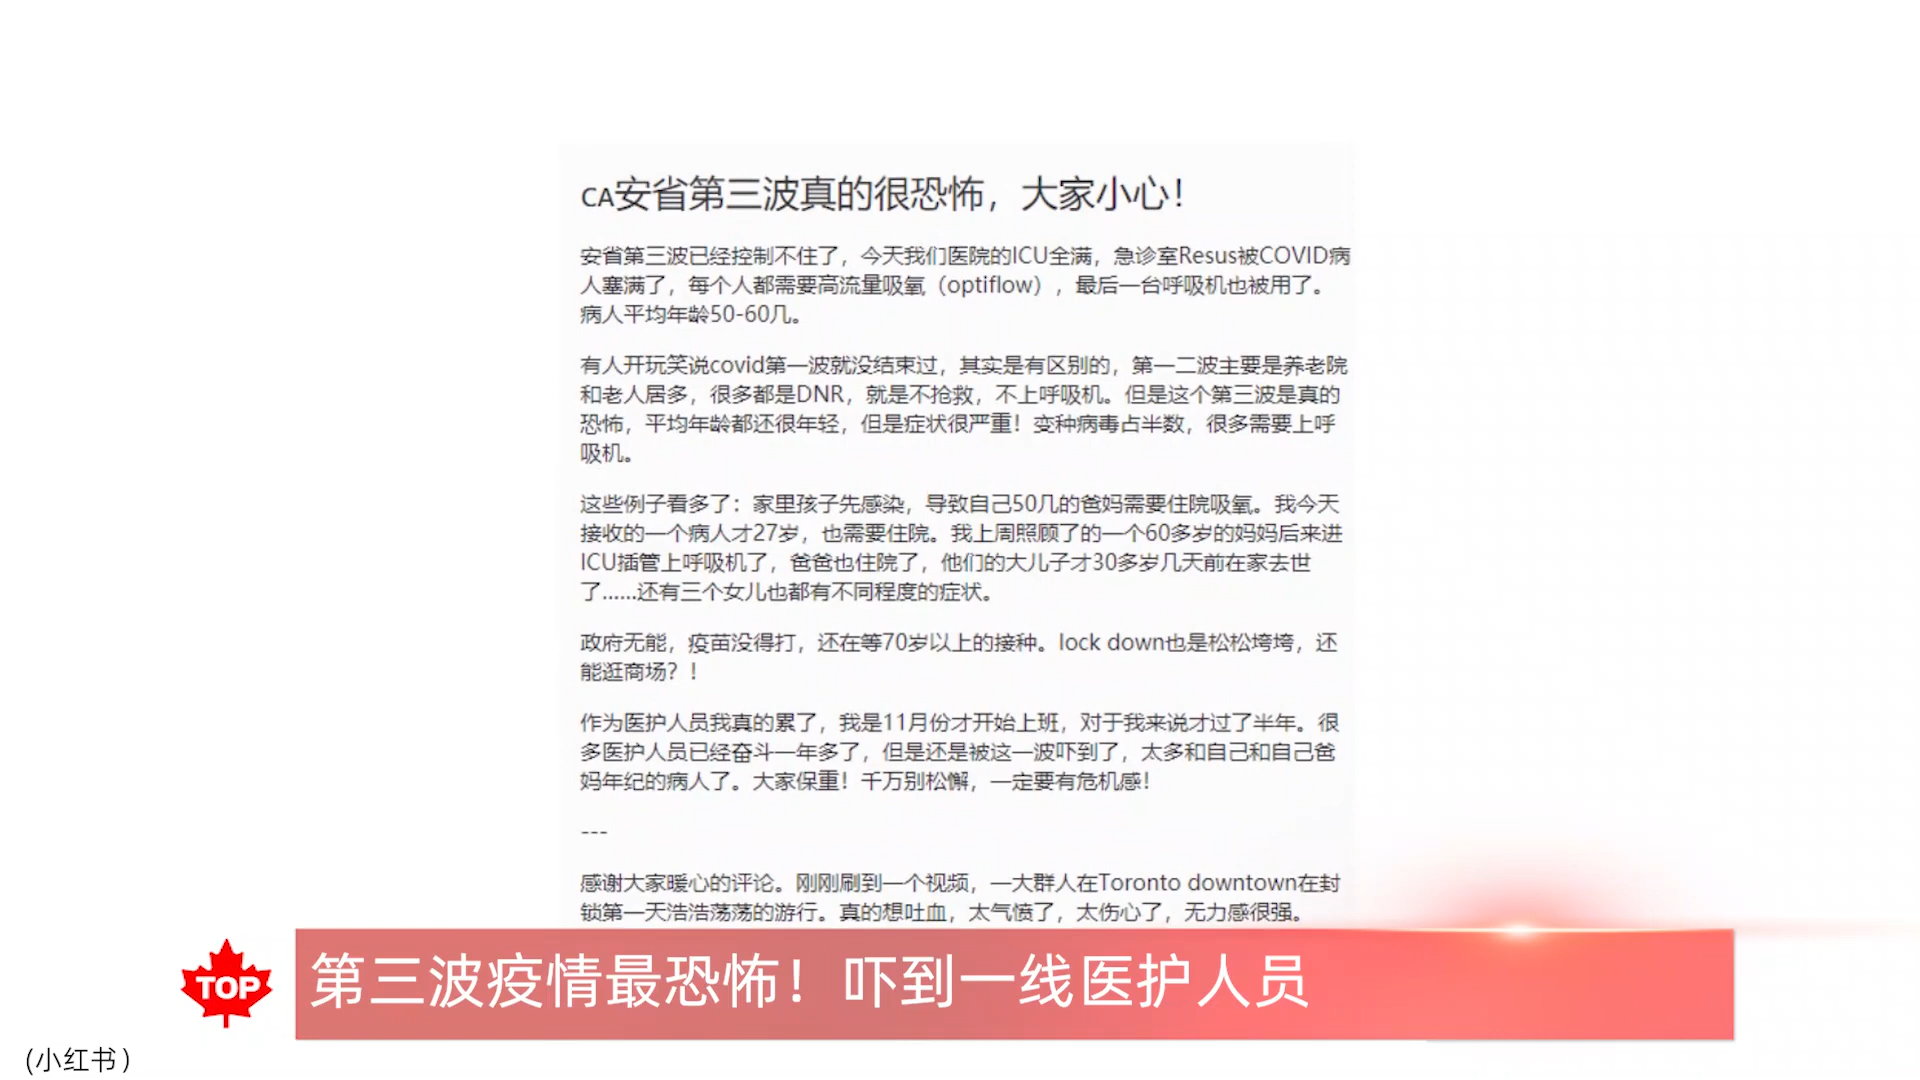 CA安省第三波真的很恐怖，大家小心！
安省第三波已经控制不住了，今天我们医院的ICU全满，急诊室Resus被COVID病
人塞满了，每个人都需要高流量吸氧（optiflow），最后一台呼吸机也被用了。
病人平均年龄50-60几。
有人开玩笑说covid第一波就没结束过，其实是有区别的，第一二波主要是养老院
和老人居多，很多都是DNR，就是不抢救，不上呼吸机。但是这个第三波是真的
恐怖，平均年龄都还很年轻，但是症状很严重！变种病毒占半数，很多需要上呼
吸机。
这些例子看多了：家里孩子先感染，导致自己50几的爸妈需要住院吸氧。我今天
接收的一个病人才27岁，也需要住院。我上周照顾了的一个60多岁的妈妈后来进
ICU插管上呼吸机了，爸爸也住院了，他们的大儿子才30多岁几天前在家去世
了......还有三个女儿也都有不同程度的症状。
政府无能，疫苗没得打，还在等70岁以上的接种。lock down也是松松垮垮，还
能逛商场？！
作为医护人员我真的累了，我是11月份才开始上班，对于我来说才过了半年。很
多医护人员已经奋斗一年多了，但是还是被这一波吓到了，太多和自己和自己爸
妈年纪的病人了。大家保重！千万别松懈，一定要有危机感！
---
感谢大家暖心的评论。刚刚刷到一个视频，一大群人在Toronto downtown在封
锁第一天浩浩荡荡的游行。真的想吐血，太气愤了，太伤心了，无力感很强。
TOP
第三波疫情最恐怖！吓到一线医护人员
(小红书)